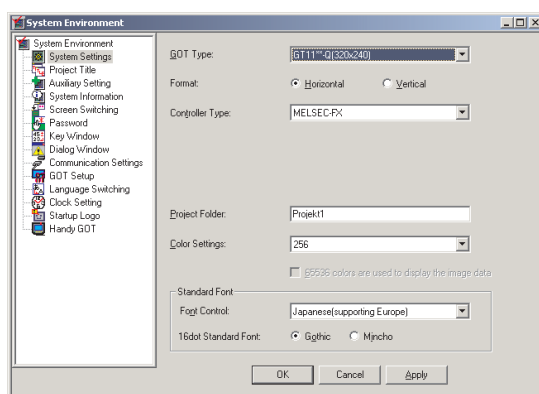 System Environment
System Environment
System Settings
Project Title
Auxiliary Setting
System Information
Screen Switching
Password
Key Window
Dialog Window
Communication Settings
GOT Setup
Language Switching
Clock Setting
Startup Logo
Handy GOT
GOT Type: GT11**-Q(320x240)
Format: Horizontal Vertical
Controller Type: MELSEC-FX
Project Folder: Projekt1
Color Settings: 256
65536 colors are used to display the image data
Standard Font
Font Control: Japanese(supporting Europe)
16dot Standard Font: Gothic Mincho
OK Cancel Apply